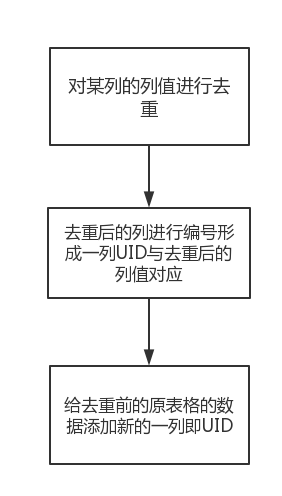 对某列的列值进行去
重
去重后的列进行编号形
成一列UID与去重后的
列值对应
给去重前的原表格的数
据添加新的一列即UID